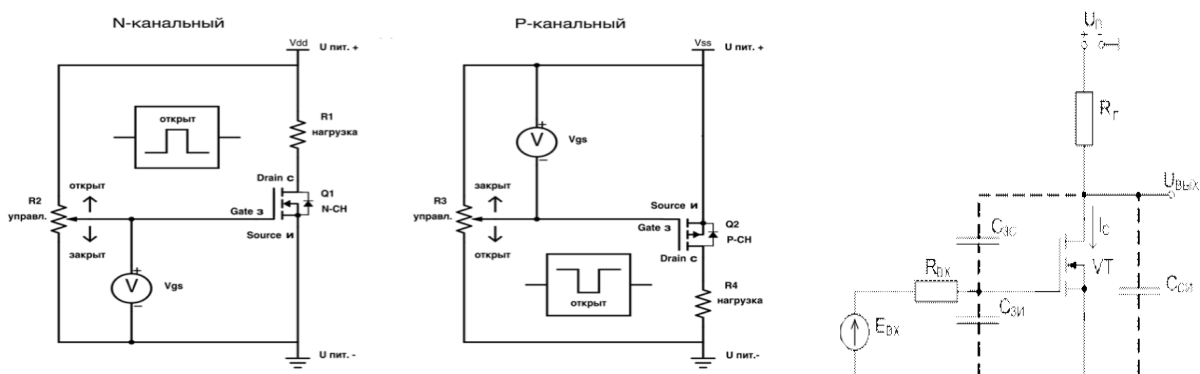 N-канальный
Vdd
U пит. +
R1
нагрузка
открыт
Drain С
Q1
N-CH
R2
управл.
открыт
закрыт
Gate З
Source И
V
Vgs
U пит. -
P-канальный
Vss
U пит. +
V
Vgs
R3
управл.
закрыт
открыт
Source И
Gate З
Q2
P-CH
Drain С
открыт
R4
нагрузка
U пит.-
Uп
Rг
Uвых
Cзс
Iс
VT
Rвх
Cзи
Cси
Eвх